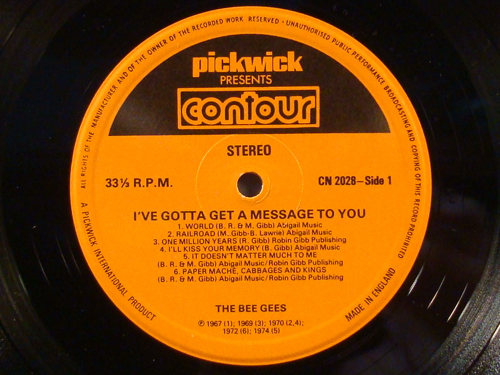 ALL RIGHTS OF THE MANUFACTURER AND OF THE OWNER OF THE RECORDED WORK RESERVED - UNAUTHORISED PUBLIC PERFORMANCE BROADCASTING AND COPYING OF THIS RECORD PROHIBITED
pickwick
PRESENTS
contour
STEREO
33⅓ R.P.M.
CN 2028–Side 1
I'VE GOTTA GET A MESSAGE TO YOU
1. WORLD (B. R. & M. Gibb) Abigail Music
2. RAILROAD (M. Gibb-B. Lawrie) Abigail Music
3. ONE MILLION YEARS (R. Gibb) Robin Gibb Publishing
4. I'LL KISS YOUR MEMORY (B. Gibb) Abigail Music
5. IT DOESN'T MATTER MUCH TO ME
(B. R. & M. Gibb) Abigail Music/Robin Gibb Publishing
6. PAPER MACHE, CABBAGES AND KINGS
(B. R. & M. Gibb) Abigail Music/Robin Gibb Publishing
THE BEE GEES
℗ 1967 (1); 1969 (3); 1970 (2,4);
1972 (6); 1974 (5)
A PICKWICK INTERNATIONAL PRODUCT
MADE IN ENGLAND